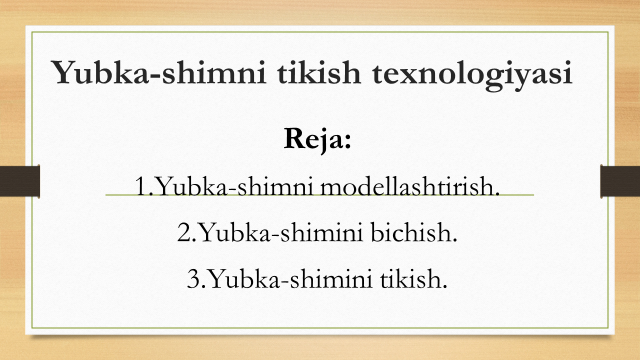 Yubka-shimni tikish texnologiyasi
Reja:
1.Yubka-shimni modellashtirish.
2.Yubka-shimini bichish.
3.Yubka-shimini tikish.